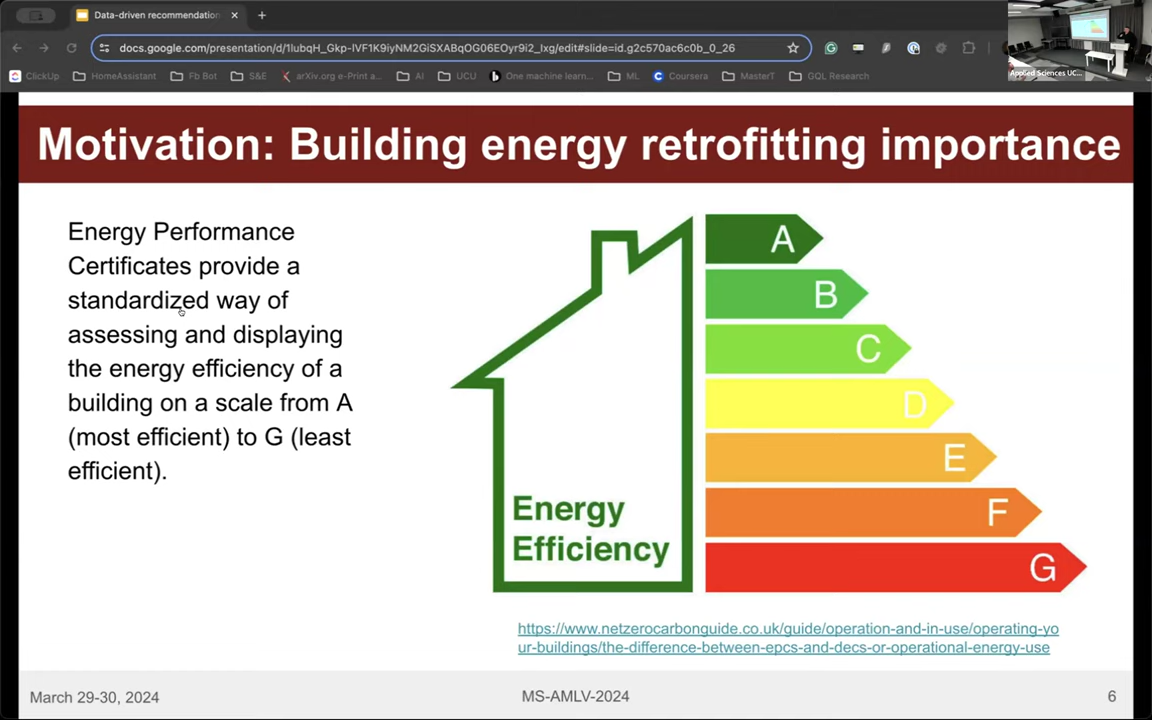 Data-driven recommendation
docs.google.com/presentation/d/1lubqH_Gkp-IVF1K9iyNM2GiSXABqOG06EOyr9i2_lxg/edit#slide=id.g2c570ac6c0b_0_26
ClickUp HomeAssistant Fb Bot S&E arXiv.org e-Print a... AI UCU One machine learn... ML Coursera MasterT GQL Research
Applied Sciences UC...
Motivation: Building energy retrofitting importance
Energy Performance
Certificates provide a
standardized way of
assessing and displaying
the energy efficiency of a
building on a scale from A
(most efficient) to G (least
efficient).
A
B
C
D
E
F
G
Energy
Efficiency
https://www.netzerocarbonguide.co.uk/guide/operation-and-in-use/operating-yo
ur-buildings/the-difference-between-epcs-and-decs-or-operational-energy-use
March 29-30, 2024
MS-AMLV-2024
6